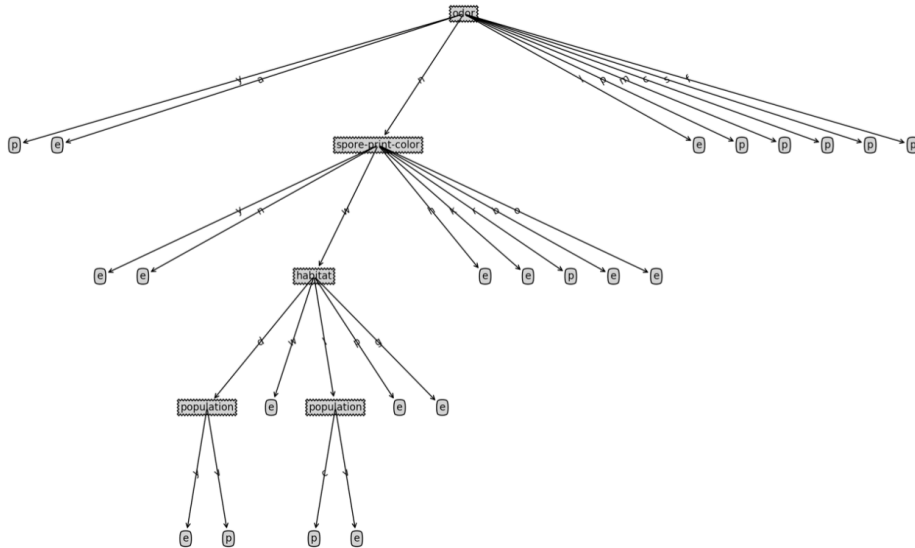 odor
y a n l p m c s f
p e spore-print-color e p p p p p
y n w r o
e e habitat e e p e e
d w l p g
population e population e e
y c v
e p p e